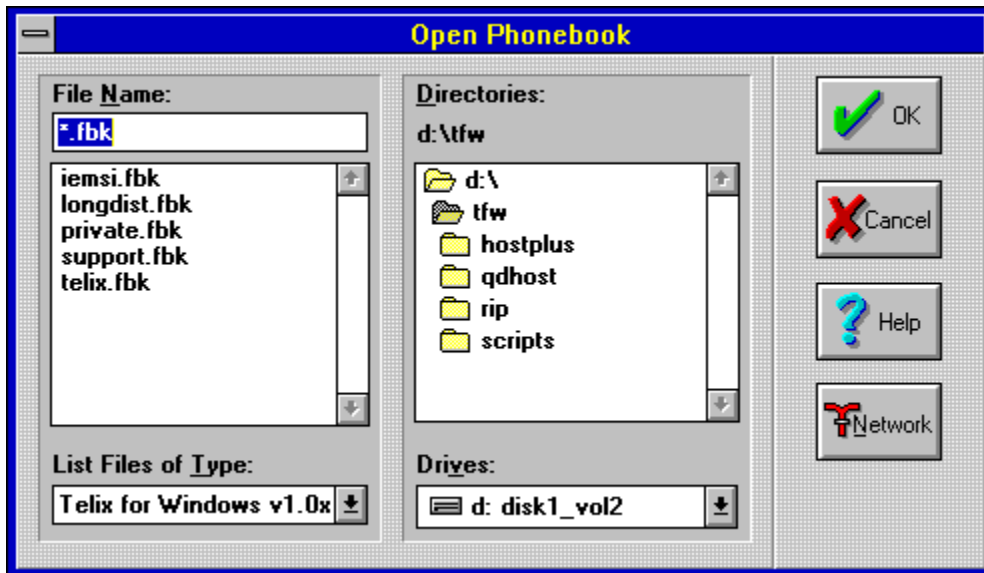 Open Phonebook
File Name:
*.fbk
iemsi.fbk
longdist.fbk
private.fbk
support.fbk
telix.fbk
List Files of Type:
Telix for Windows v1.0x
Directories:
d:\tfw
d:\
tfw
hostplus
qdhost
rip
scripts
Drives:
d: disk1_vol2
OK
Cancel
Help
Network